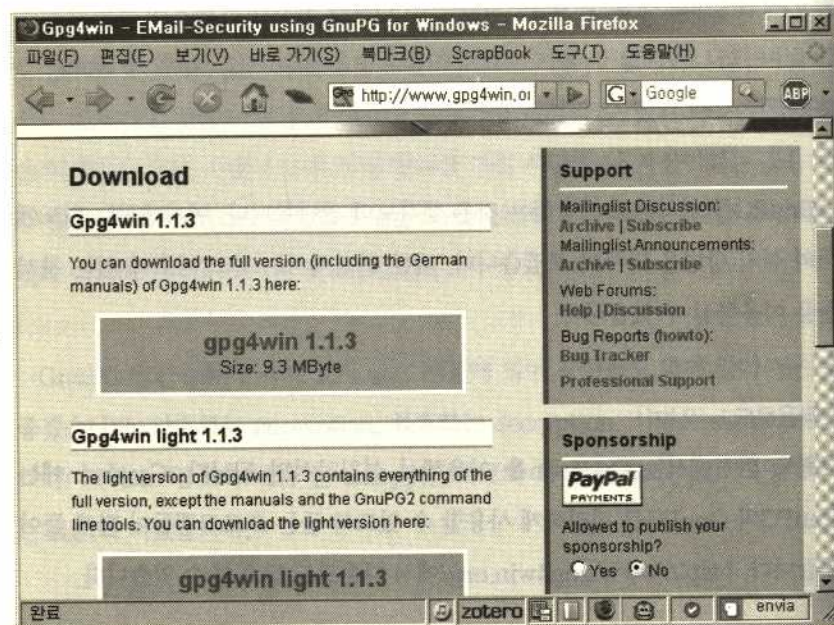 Gpg4win - EMail-Security using GnuPG for Windows - Mozilla Firefox
파일(F) 편집(E) 보기(V) 바로 가기(S) 북마크(B) ScrapBook 도구(T) 도움말(H)
http://www.gpg4win.or G Google ABP
Download
Gpg4win 1.1.3
You can download the full version (including the German
manuals) of Gpg4win 1.1.3 here:
gpg4win 1.1.3
Size: 9.3 MByte
Gpg4win light 1.1.3
The light version of Gpg4win 1.1.3 contains everything of the
full version, except the manuals and the GnuPG2 command
line tools. You can download the light version here:
gpg4win light 1.1.3
Support
Mailinglist Discussion:
Archive | Subscribe
Mailinglist Announcements:
Archive | Subscribe
Web Forums:
Help | Discussion
Bug Reports (howto):
Bug Tracker
Professional Support
Sponsorship
PayPal
PAYMENTS
Allowed to publish your
sponsorship?
Yes No
완료 zotero envia